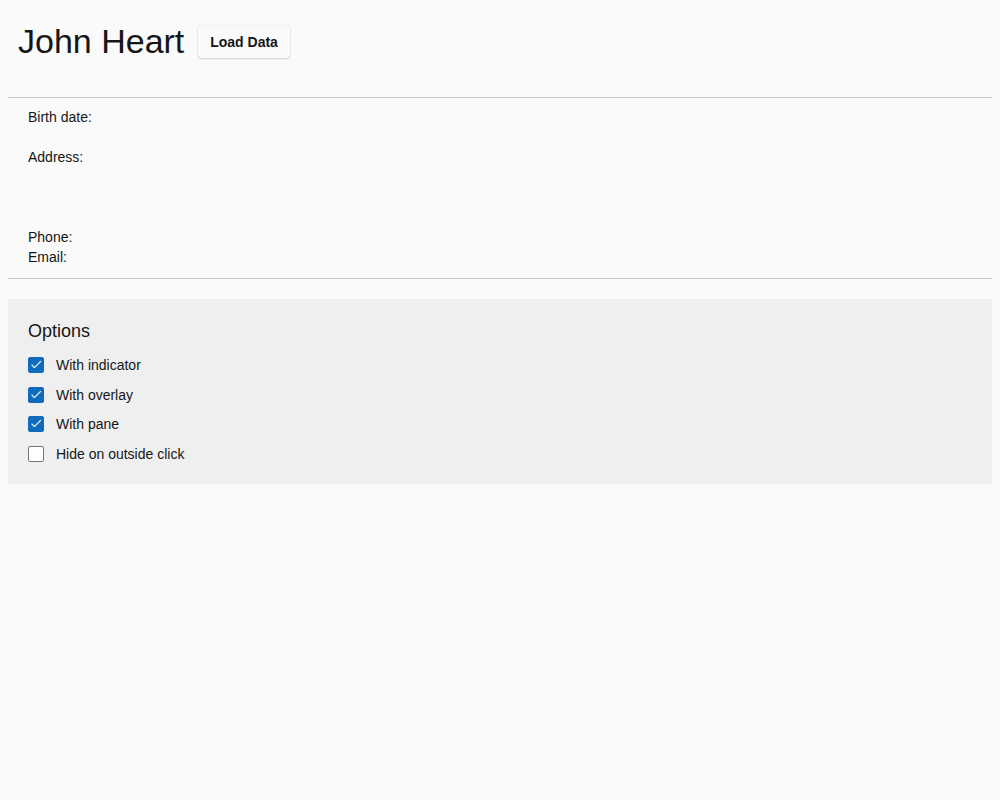 John Heart
Load Data
Birth date:
Address:
Phone:
Email:
Options
With indicator
With overlay
With pane
Hide on outside click